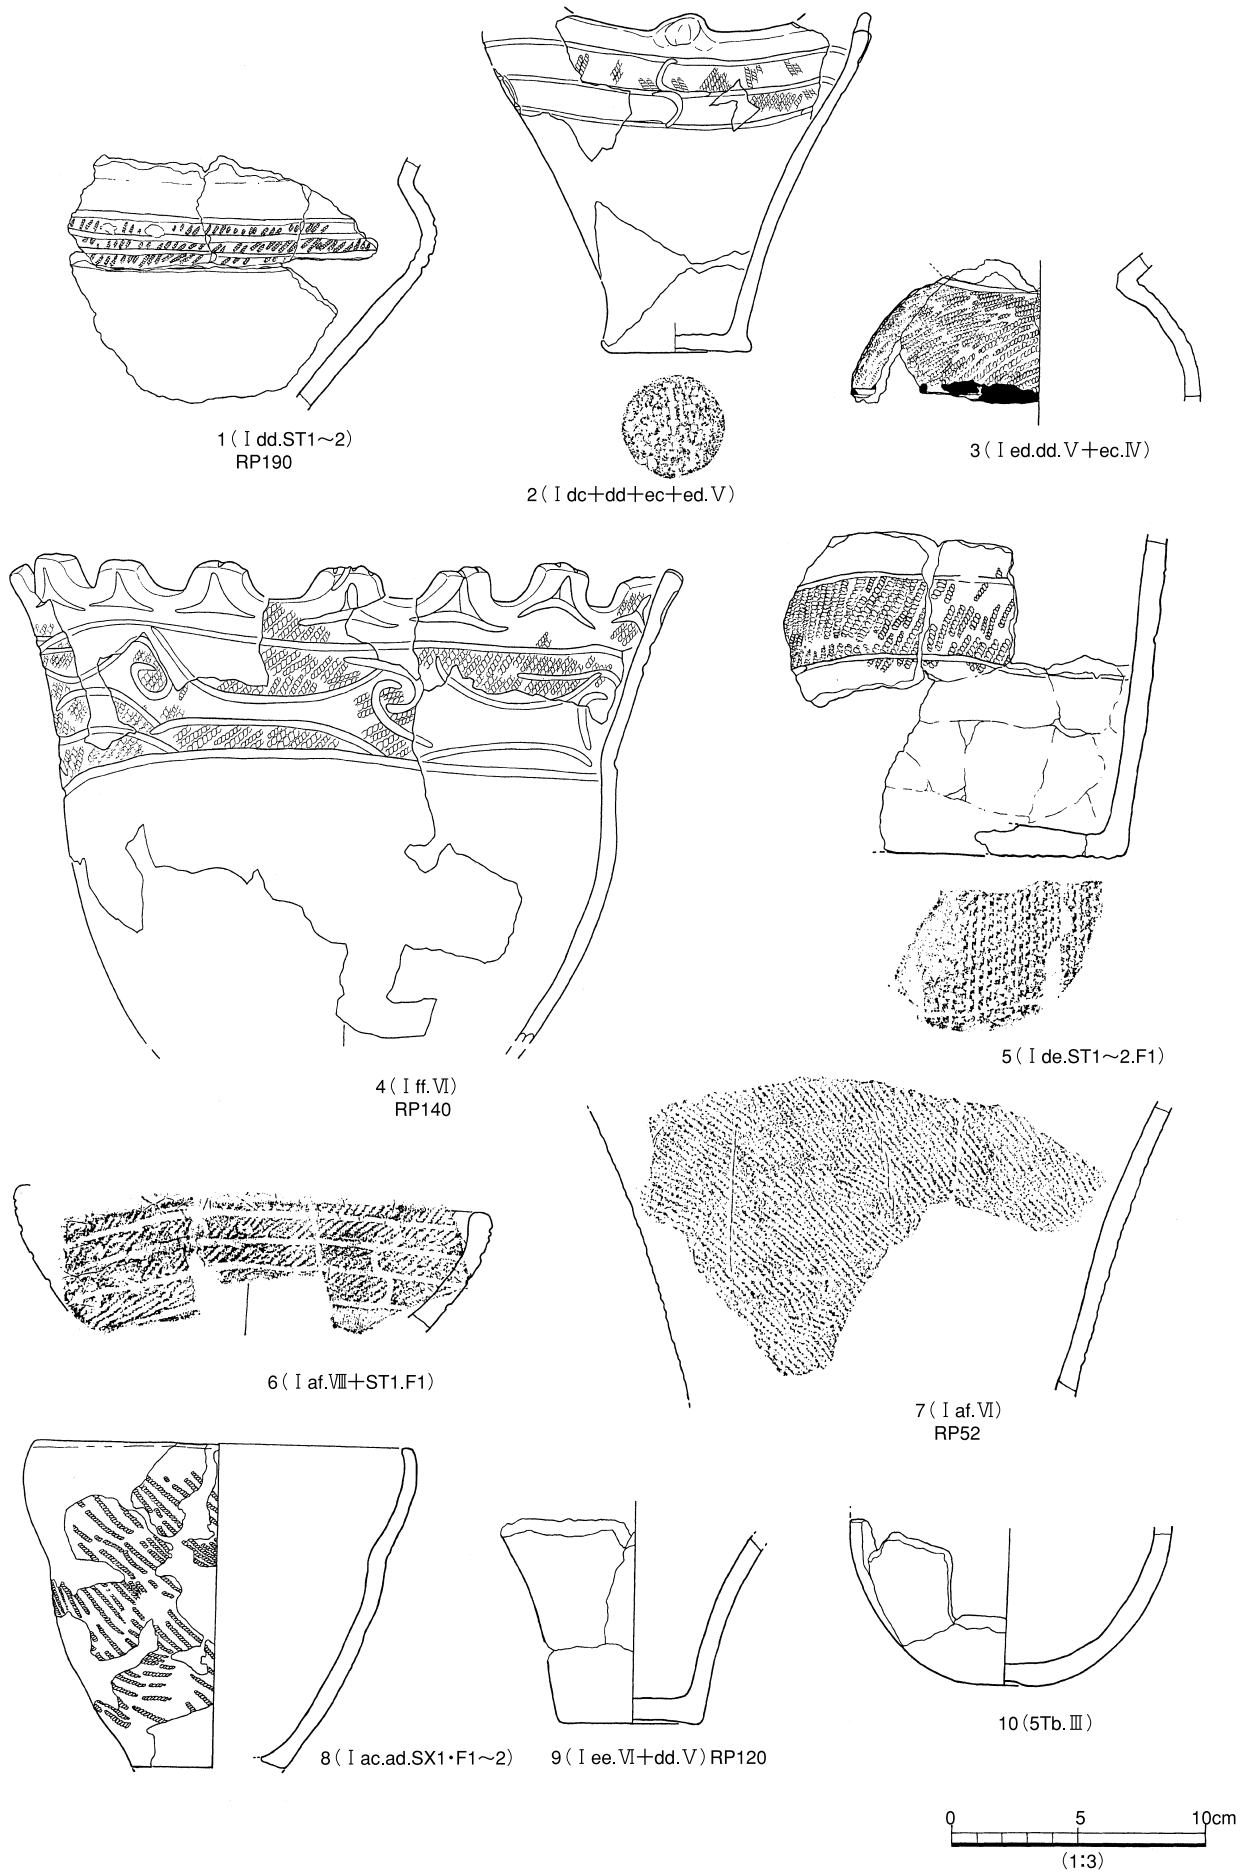 1(Ⅰdd.ST1～2)
RP190
2(Ⅰdc＋dd＋ec＋ed.Ⅴ)
3(Ⅰed.dd.Ⅴ＋ec.Ⅳ)
4(Ⅰff.Ⅵ)
RP140
5(Ⅰde.ST1～2.F1)
6(Ⅰaf.Ⅷ＋ST1.F1)
7(Ⅰaf.Ⅵ)
RP52
8(Ⅰac.ad.SX1・F1～2)
9(Ⅰee.Ⅵ＋dd.Ⅴ)RP120
10(5Tb.Ⅲ)
0 5 10cm
(1:3)